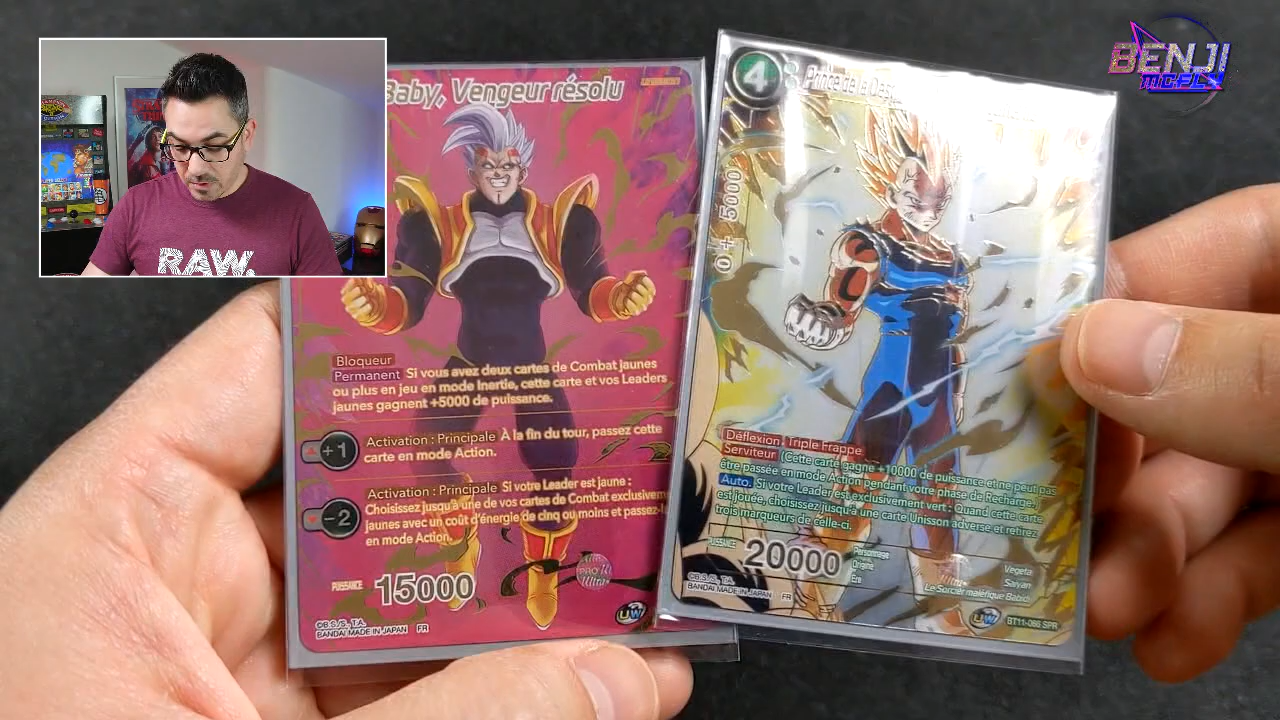 BENJI
MCFLY
RAW.
Baby, Vengeur résolu
Bloqueur
Permanent Si vous avez deux cartes de Combat jaunes
ou plus en jeu en mode Inertie, cette carte et vos Leaders
jaunes gagnent +5000 de puissance.
+1
Activation : Principale À la fin du tour, passez cette
carte en mode Action.
-2
Activation : Principale Si votre Leader est jaune :
Choisissez jusqu'à une de vos cartes de Combat exclusivem
jaunes avec un coût d'énergie de cinq ou moins et passez-l
en mode Action.
PUISSANCE
15000
©B.S./S., T.A.
BANDAI MADE IN JAPAN FR
UW
4
Prince de la Des
0 + 5000
Déflexion Triple Frappe
Serviteur (Cette carte gagne +10000 de puissance et ne peut pas
être passée en mode Action pendant votre phase de Recharge.)
Auto. Si votre Leader est exclusivement vert : Quand cette carte
est jouée, choisissez jusqu'à une carte Unisson adverse et retirez
trois marqueurs de celle-ci.
PUISSANCE
20000
Personnage Vegeta
Origine Saiyan
Ère Le Sorcier maléfique Babidi
©B.S./S., T.A.
BANDAI MADE IN JAPAN FR
UW
BT11-066 SPR